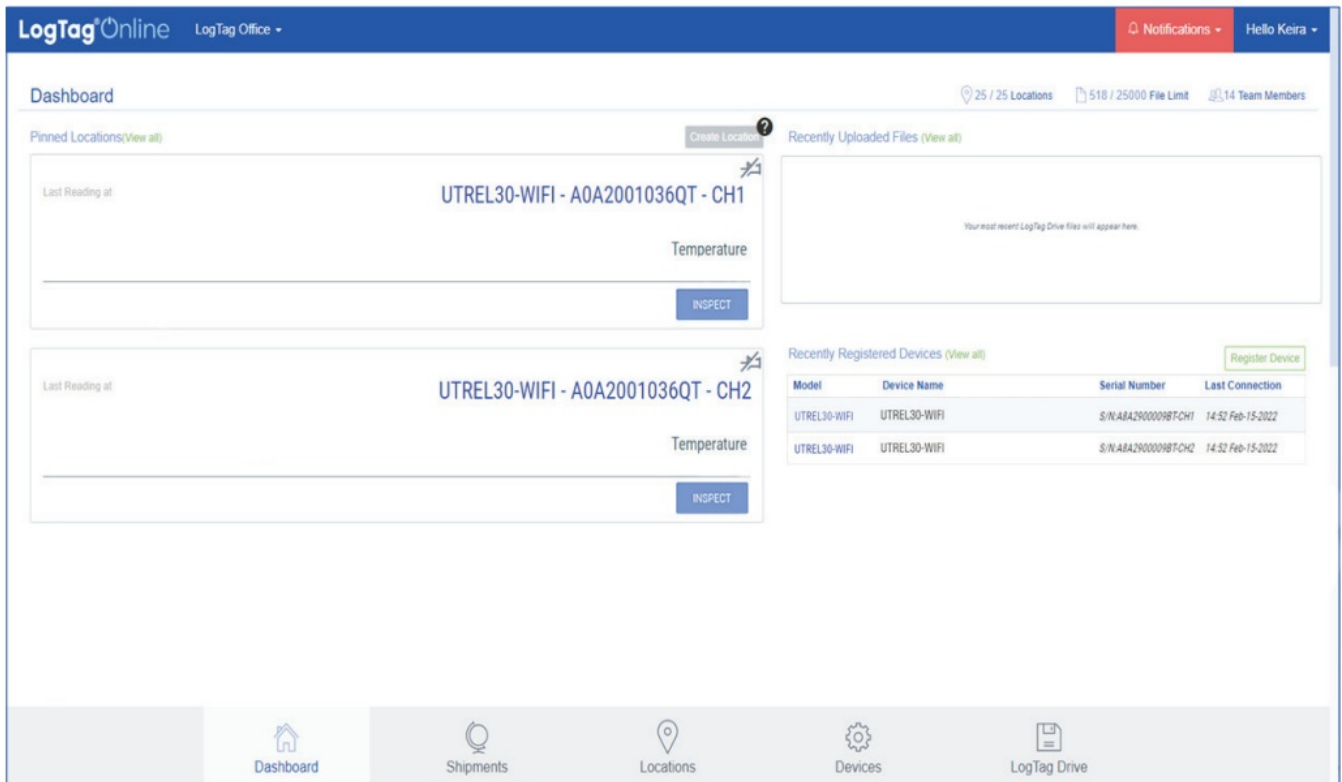 LogTag® Online LogTag Office Notifications Hello Keira
Dashboard 25 / 25 Locations 518 / 25000 File Limit 14 Team Members
Pinned Locations(View all) Create Location ?
Last Reading at UTREL30-WIFI - A0A2001036QT - CH1
Temperature
INSPECT
Last Reading at UTREL30-WIFI - A0A2001036QT - CH2
Temperature
INSPECT
Recently Uploaded Files (View all)
Your most recent LogTag Drive files will appear here.
Recently Registered Devices (View all) Register Device
Model Device Name Serial Number Last Connection
UTREL30-WIFI UTREL30-WIFI S/N:A8A2900009BT-CH1 14:52 Feb-15-2022
UTREL30-WIFI UTREL30-WIFI S/N:A8A2900009BT-CH2 14:52 Feb-15-2022
Dashboard Shipments Locations Devices LogTag Drive